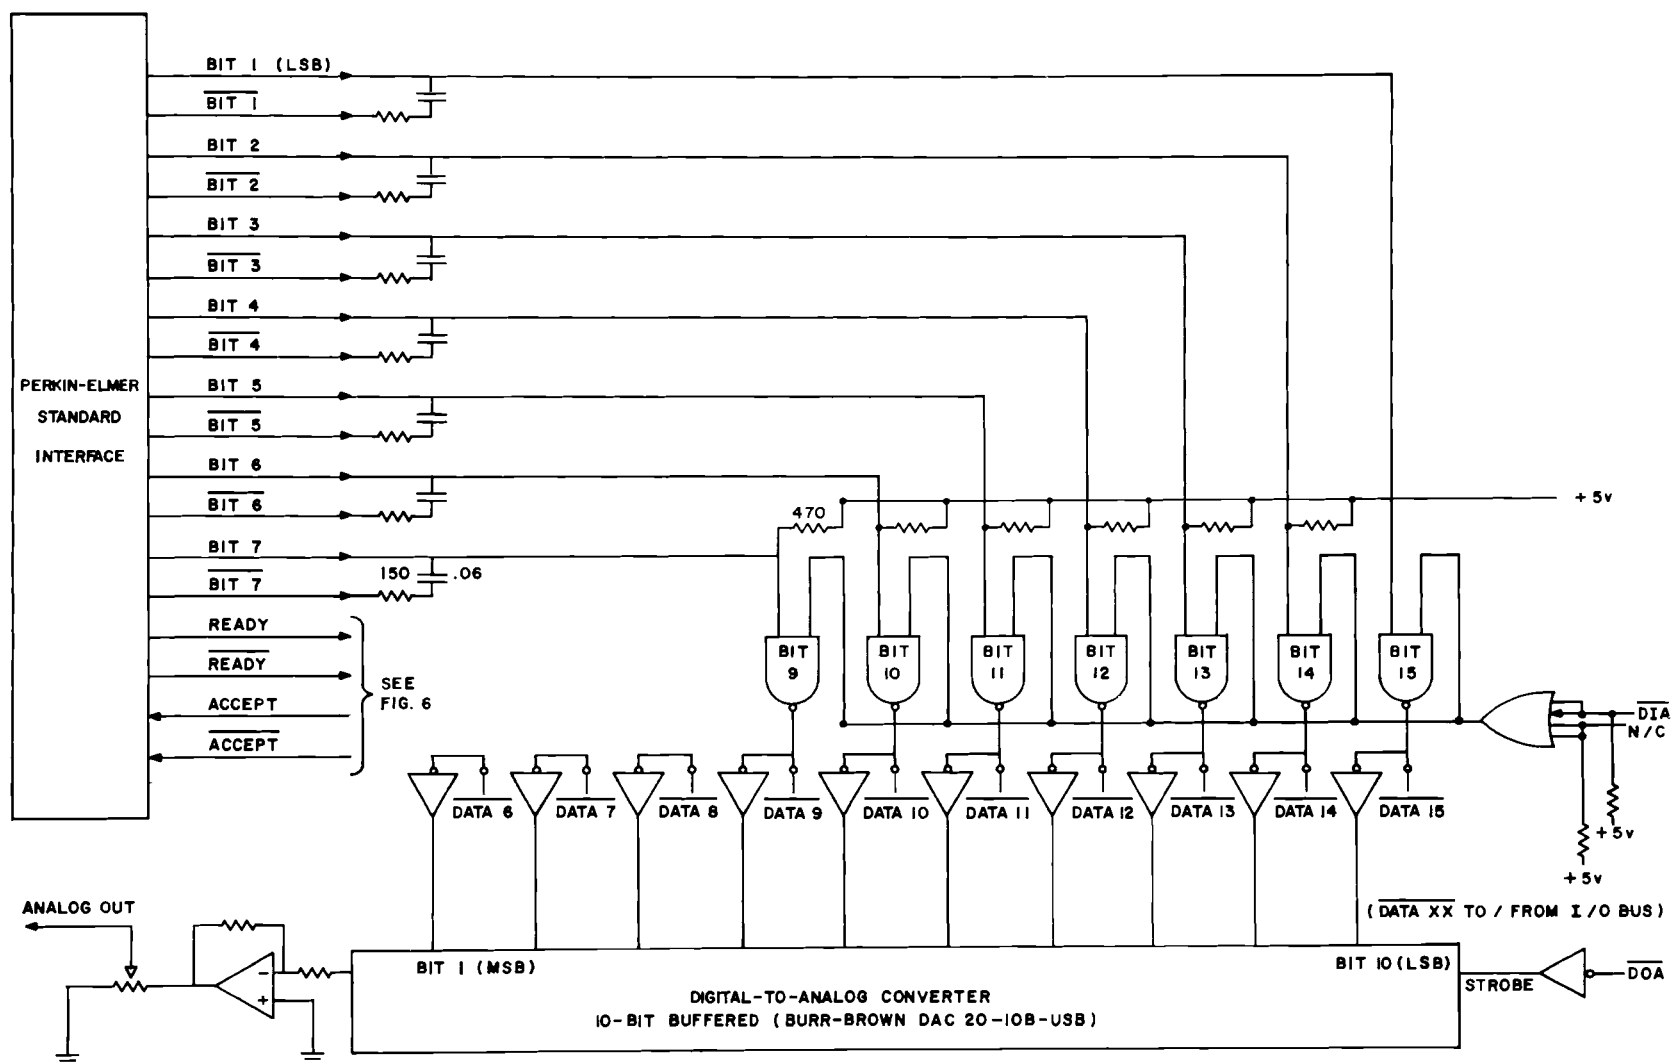 BIT 1 (LSB)
BIT 1
BIT 2
BIT 2
BIT 3
BIT 3
BIT 4
BIT 4
BIT 5
BIT 5
BIT 6
BIT 6
BIT 7
BIT 7
READY
READY
ACCEPT
ACCEPT
PERKIN-ELMER
STANDARD
INTERFACE
150
.06
SEE
FIG. 6
470
+5v
BIT
9
BIT
10
BIT
11
BIT
12
BIT
13
BIT
14
BIT
15
DIA
N/C
+5v
+5v
DATA 6
DATA 7
DATA 8
DATA 9
DATA 10
DATA 11
DATA 12
DATA 13
DATA 14
DATA 15
(DATA XX TO / FROM I/O BUS)
ANALOG OUT
-
+
BIT 1 (MSB)
BIT 10 (LSB)
DIGITAL-TO-ANALOG CONVERTER
10-BIT BUFFERED (BURR-BROWN DAC 20-10B-USB)
STROBE
DOA